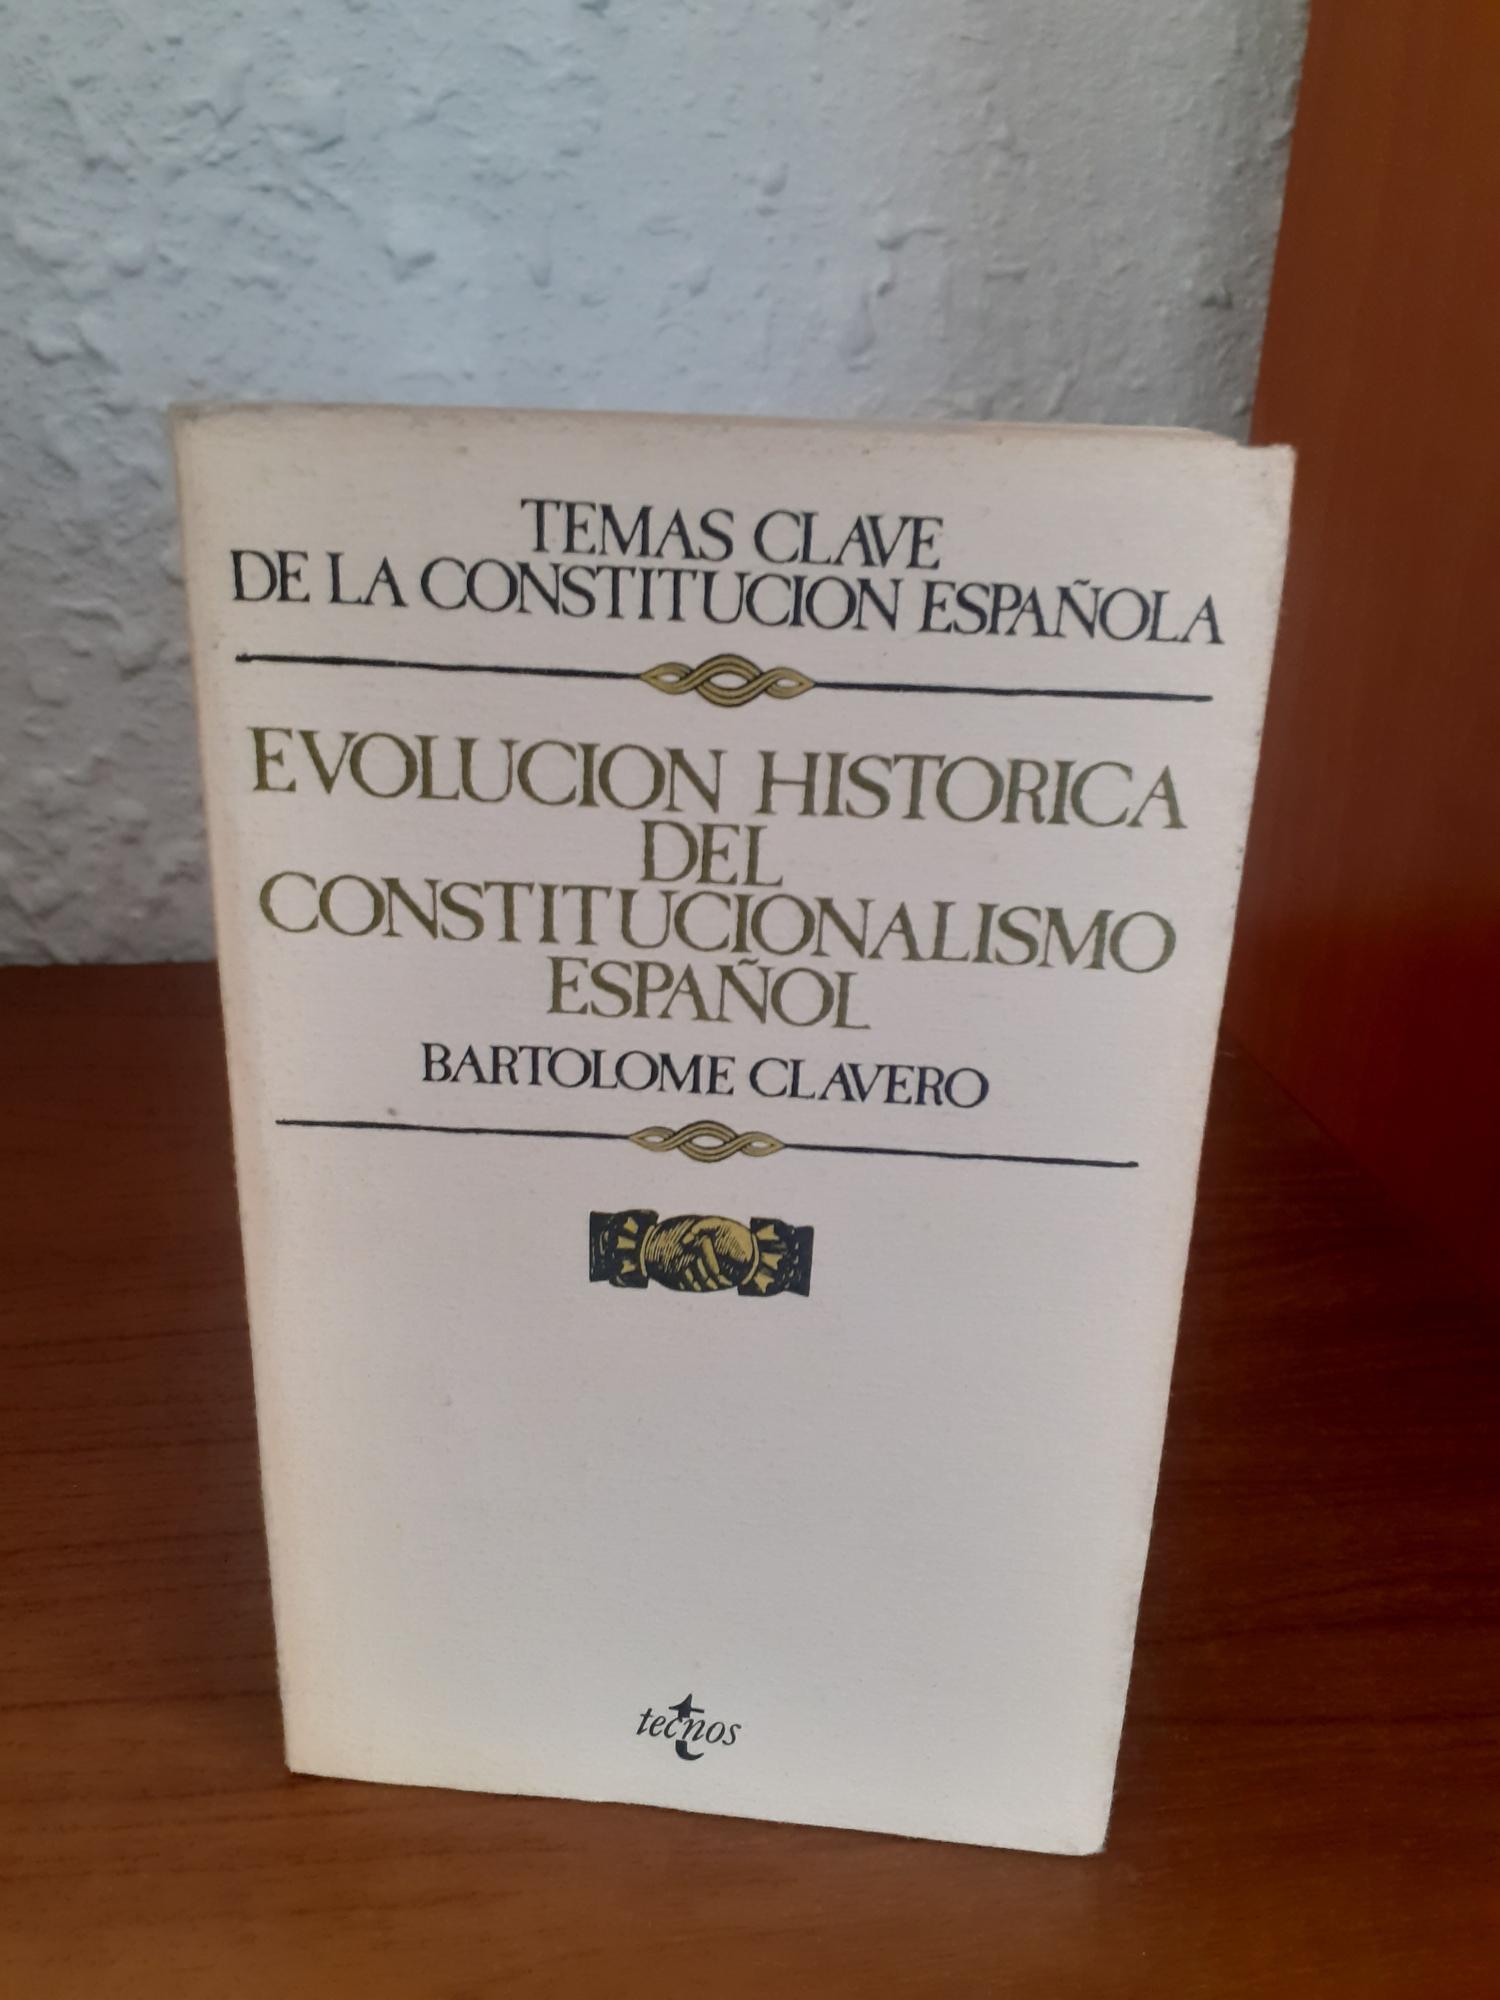 TEMAS CLAVE
DE LA CONSTITUCION ESPAÑOLA
EVOLUCION HISTORICA
DEL
CONSTITUCIONALISMO
ESPAÑOL
BARTOLOME CLAVERO
tecnos